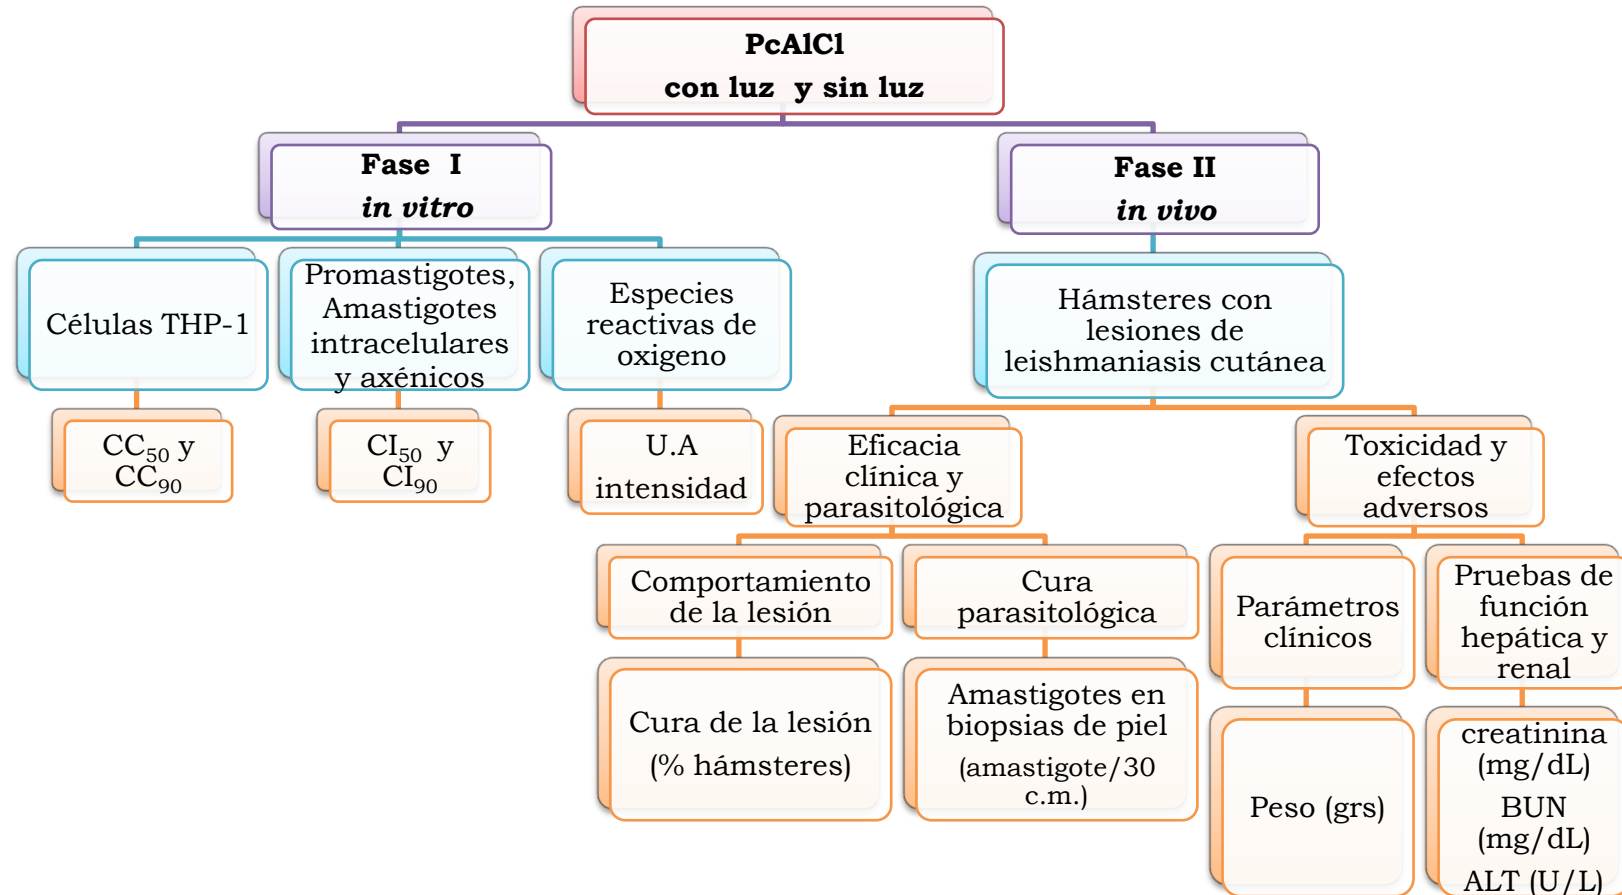 PcAlCl
con luz y sin luz
Fase I
in vitro
Fase II
in vivo
Células THP-1
Promastigotes,
Amastigotes
intracelulares
y axénicos
Especies
reactivas de
oxigeno
Hámsteres con
lesiones de
leishmaniasis cutánea
CC50 y
CC90
CI50 y
CI90
U.A
intensidad
Eficacia
clínica y
parasitológica
Toxicidad y
efectos
adversos
Comportamiento
de la lesión
Cura
parasitológica
Parámetros
clínicos
Pruebas de
función
hepática y
renal
Cura de la lesión
(% hámsteres)
Amastigotes en
biopsias de piel
(amastigote/30
c.m.)
Peso (grs)
creatinina
(mg/dL)
BUN
(mg/dL)
ALT (U/L)